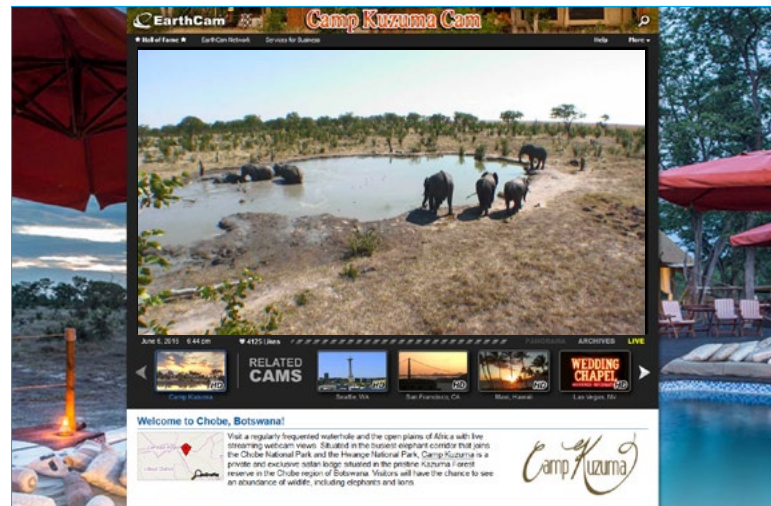 EarthCam
Camp Kuzuma Cam
★ Hall of Fame ★ EarthCam Network Services for Business Help More
June 6, 2016 6:44 pm ♥ 4125 Likes PANORAMA ARCHIVES LIVE
RELATED
CAMS
HD HD HD HD
WEDDING
CHAPEL
Camp Kuzuma Seattle, WA San Francisco, CA Maui, Hawaii Las Vegas, NV
Welcome to Chobe, Botswana!
Visit a regularly frequented waterhole and the open plains of Africa with live
streaming webcam views. Situated in the busiest elephant corridor that joins
the Chobe National Park and the Hwange National Park, Camp Kuzuma is a
private and exclusive safari lodge situated in the pristine Kazuma Forest
reserve in the Chobe region of Botswana. Visitors will have the chance to see
an abundance of wildlife, including elephants and lions.
Camp Kuzuma